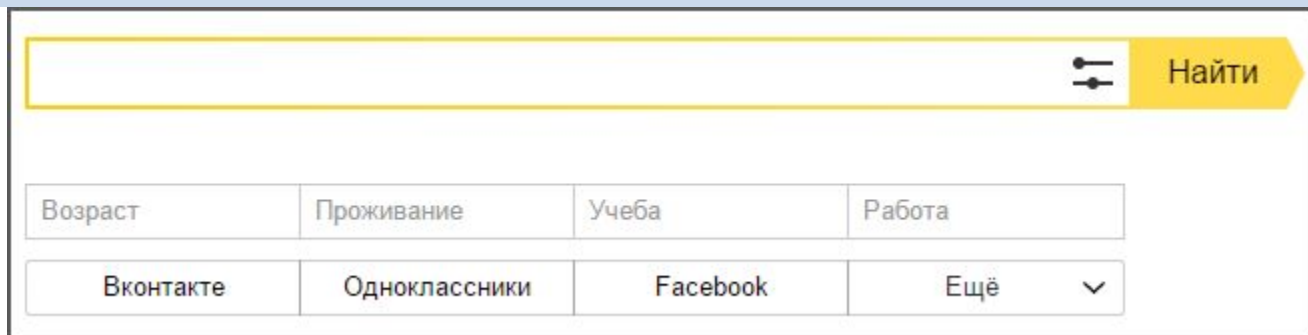 Найти
Возраст Проживание Учеба Работа
Вконтакте Одноклассники Facebook Ещё